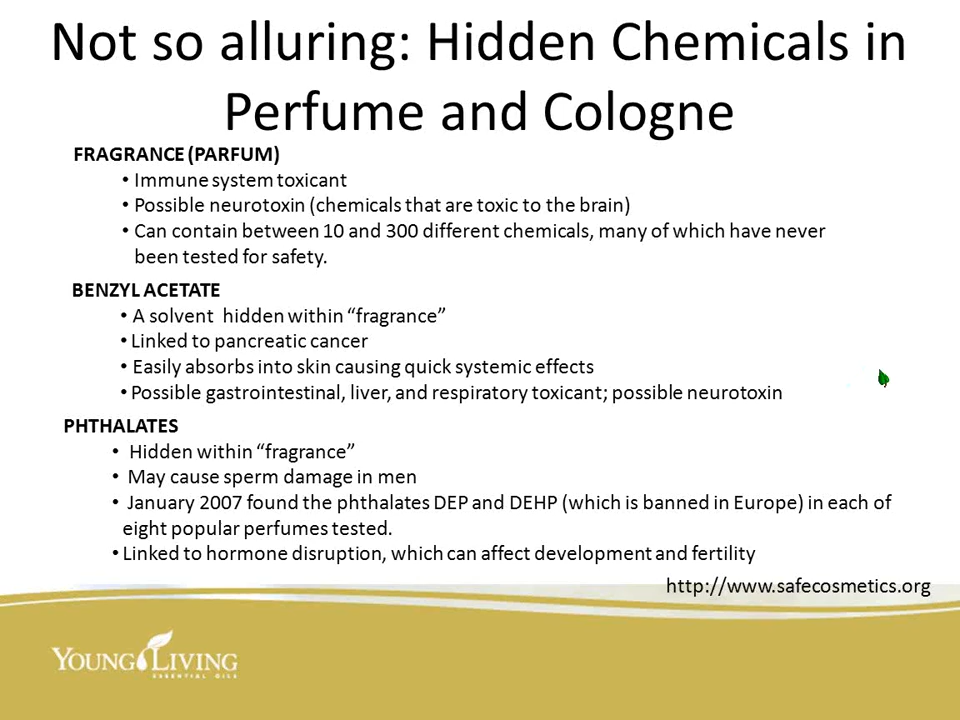 Not so alluring: Hidden Chemicals in
Perfume and Cologne
FRAGRANCE (PARFUM)
• Immune system toxicant
• Possible neurotoxin (chemicals that are toxic to the brain)
• Can contain between 10 and 300 different chemicals, many of which have never
been tested for safety.
BENZYL ACETATE
• A solvent hidden within “fragrance”
• Linked to pancreatic cancer
• Easily absorbs into skin causing quick systemic effects
• Possible gastrointestinal, liver, and respiratory toxicant; possible neurotoxin
PHTHALATES
• Hidden within “fragrance”
• May cause sperm damage in men
• January 2007 found the phthalates DEP and DEHP (which is banned in Europe) in each of
eight popular perfumes tested.
• Linked to hormone disruption, which can affect development and fertility
http://www.safecosmetics.org
YOUNG LIVING
ESSENTIAL OILS